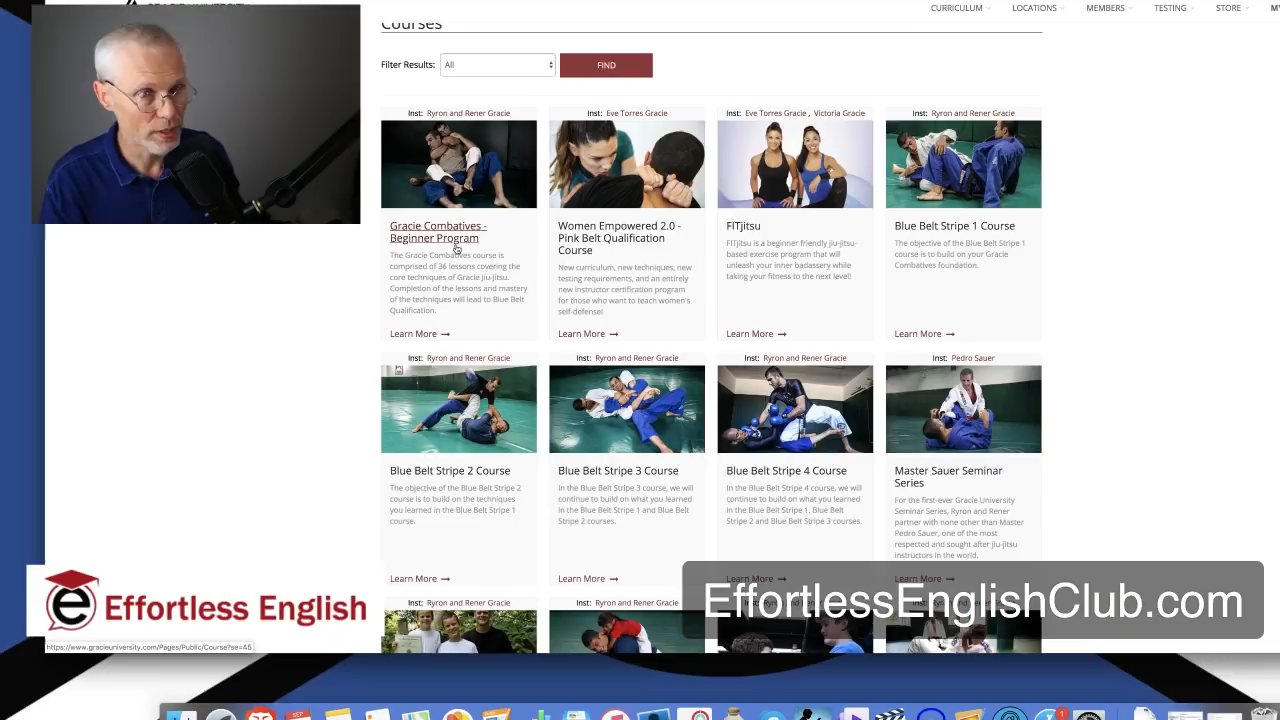 CURRICULUM
LOCATIONS
MEMBERS
TESTING
STORE
Courses
Filter Results:
All
FIND
Inst: Ryron and Rener Gracie
Gracie Combatives -
Beginner Program
The Gracie Combatives course is
comprised of 36 lessons covering the
core techniques of Gracie jiu-jitsu.
Completion of the lessons and mastery
of the techniques will lead to Blue Belt
Qualification.
Learn More
Inst: Eve Torres Gracie
Women Empowered 2.0 -
Pink Belt Qualification
Course
New curriculum, new techniques, new
testing requirements, and an entirely
new instructor certification program
for those who want to teach women's
self-defense!
Learn More
Inst: Eve Torres Gracie , Victoria Gracie
FITjitsu
FITjitsu is a beginner friendly jiu-jitsu-
based exercise program that will
unleash your inner badassery while
taking your fitness to the next level!
Learn More
Inst: Ryron and Rener Gracie
Blue Belt Stripe 1 Course
The objective of the Blue Belt Stripe 1
course is to build on your Gracie
Combatives foundation.
Learn More
Inst: Ryron and Rener Gracie
Blue Belt Stripe 2 Course
The objective of the Blue Belt Stripe 2
course is to build on the techniques
you learned in the Blue Belt Stripe 1
course.
Learn More
Inst: Ryron and Rener Gracie
Blue Belt Stripe 3 Course
In the Blue Belt Stripe 3 course, we will
continue to build on what you learned
in the Blue Belt Stripe 1 and Blue Belt
Stripe 2 courses.
Learn More
Inst: Ryron and Rener Gracie
Blue Belt Stripe 4 Course
In the Blue Belt Stripe 4 course, we will
continue to build on what you learned
in the Blue Belt Stripe 1, Blue Belt
Stripe 2 and Blue Belt Stripe 3 courses.
Learn More
Inst: Pedro Sauer
Master Sauer Seminar
Series
For the first-ever Gracie University
Seminar Series, Ryron and Rener
partner with none other than Master
Pedro Sauer, one of the most
respected and sought after jiu-jitsu
instructors in the world.
Learn More
Inst: Ryron and Rener Gracie
Inst: Ryron and Rener Gracie
EffortlessEnglishClub.com
e Effortless English
https://www.gracieuniversity.com/Pages/Public/Course?se=45
SEP
1